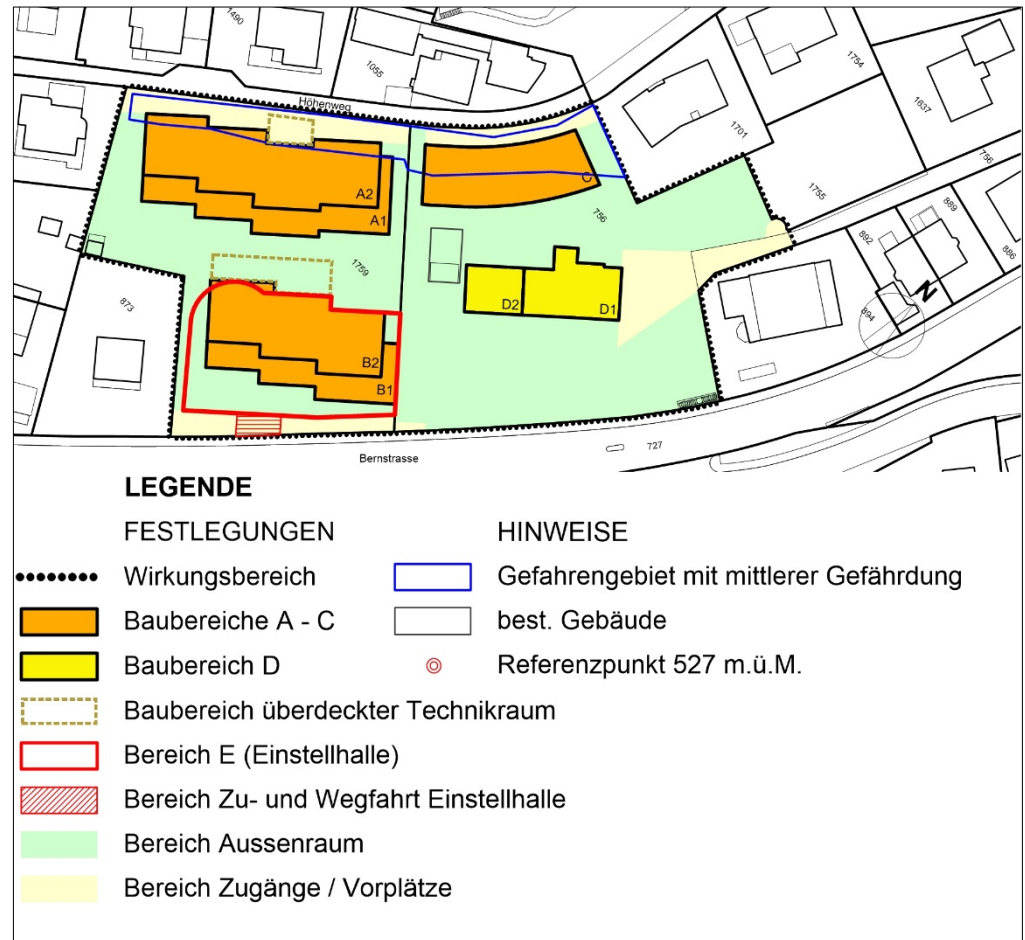 1490
1055
1754
1637
Höhenweg
1701
756
A2
C
1755
A1
756
889
892
886
1759
873
D2
D1
N
894
B2
B1
727
Bernstrasse
LEGENDE
FESTLEGUNGEN
HINWEISE
Wirkungsbereich
Gefahrengebiet mit mittlerer Gefährdung
Baubereiche A - C
best. Gebäude
Baubereich D
Referenzpunkt 527 m.ü.M.
Baubereich überdeckter Technikraum
Bereich E (Einstellhalle)
Bereich Zu- und Wegfahrt Einstellhalle
Bereich Aussenraum
Bereich Zugänge / Vorplätze